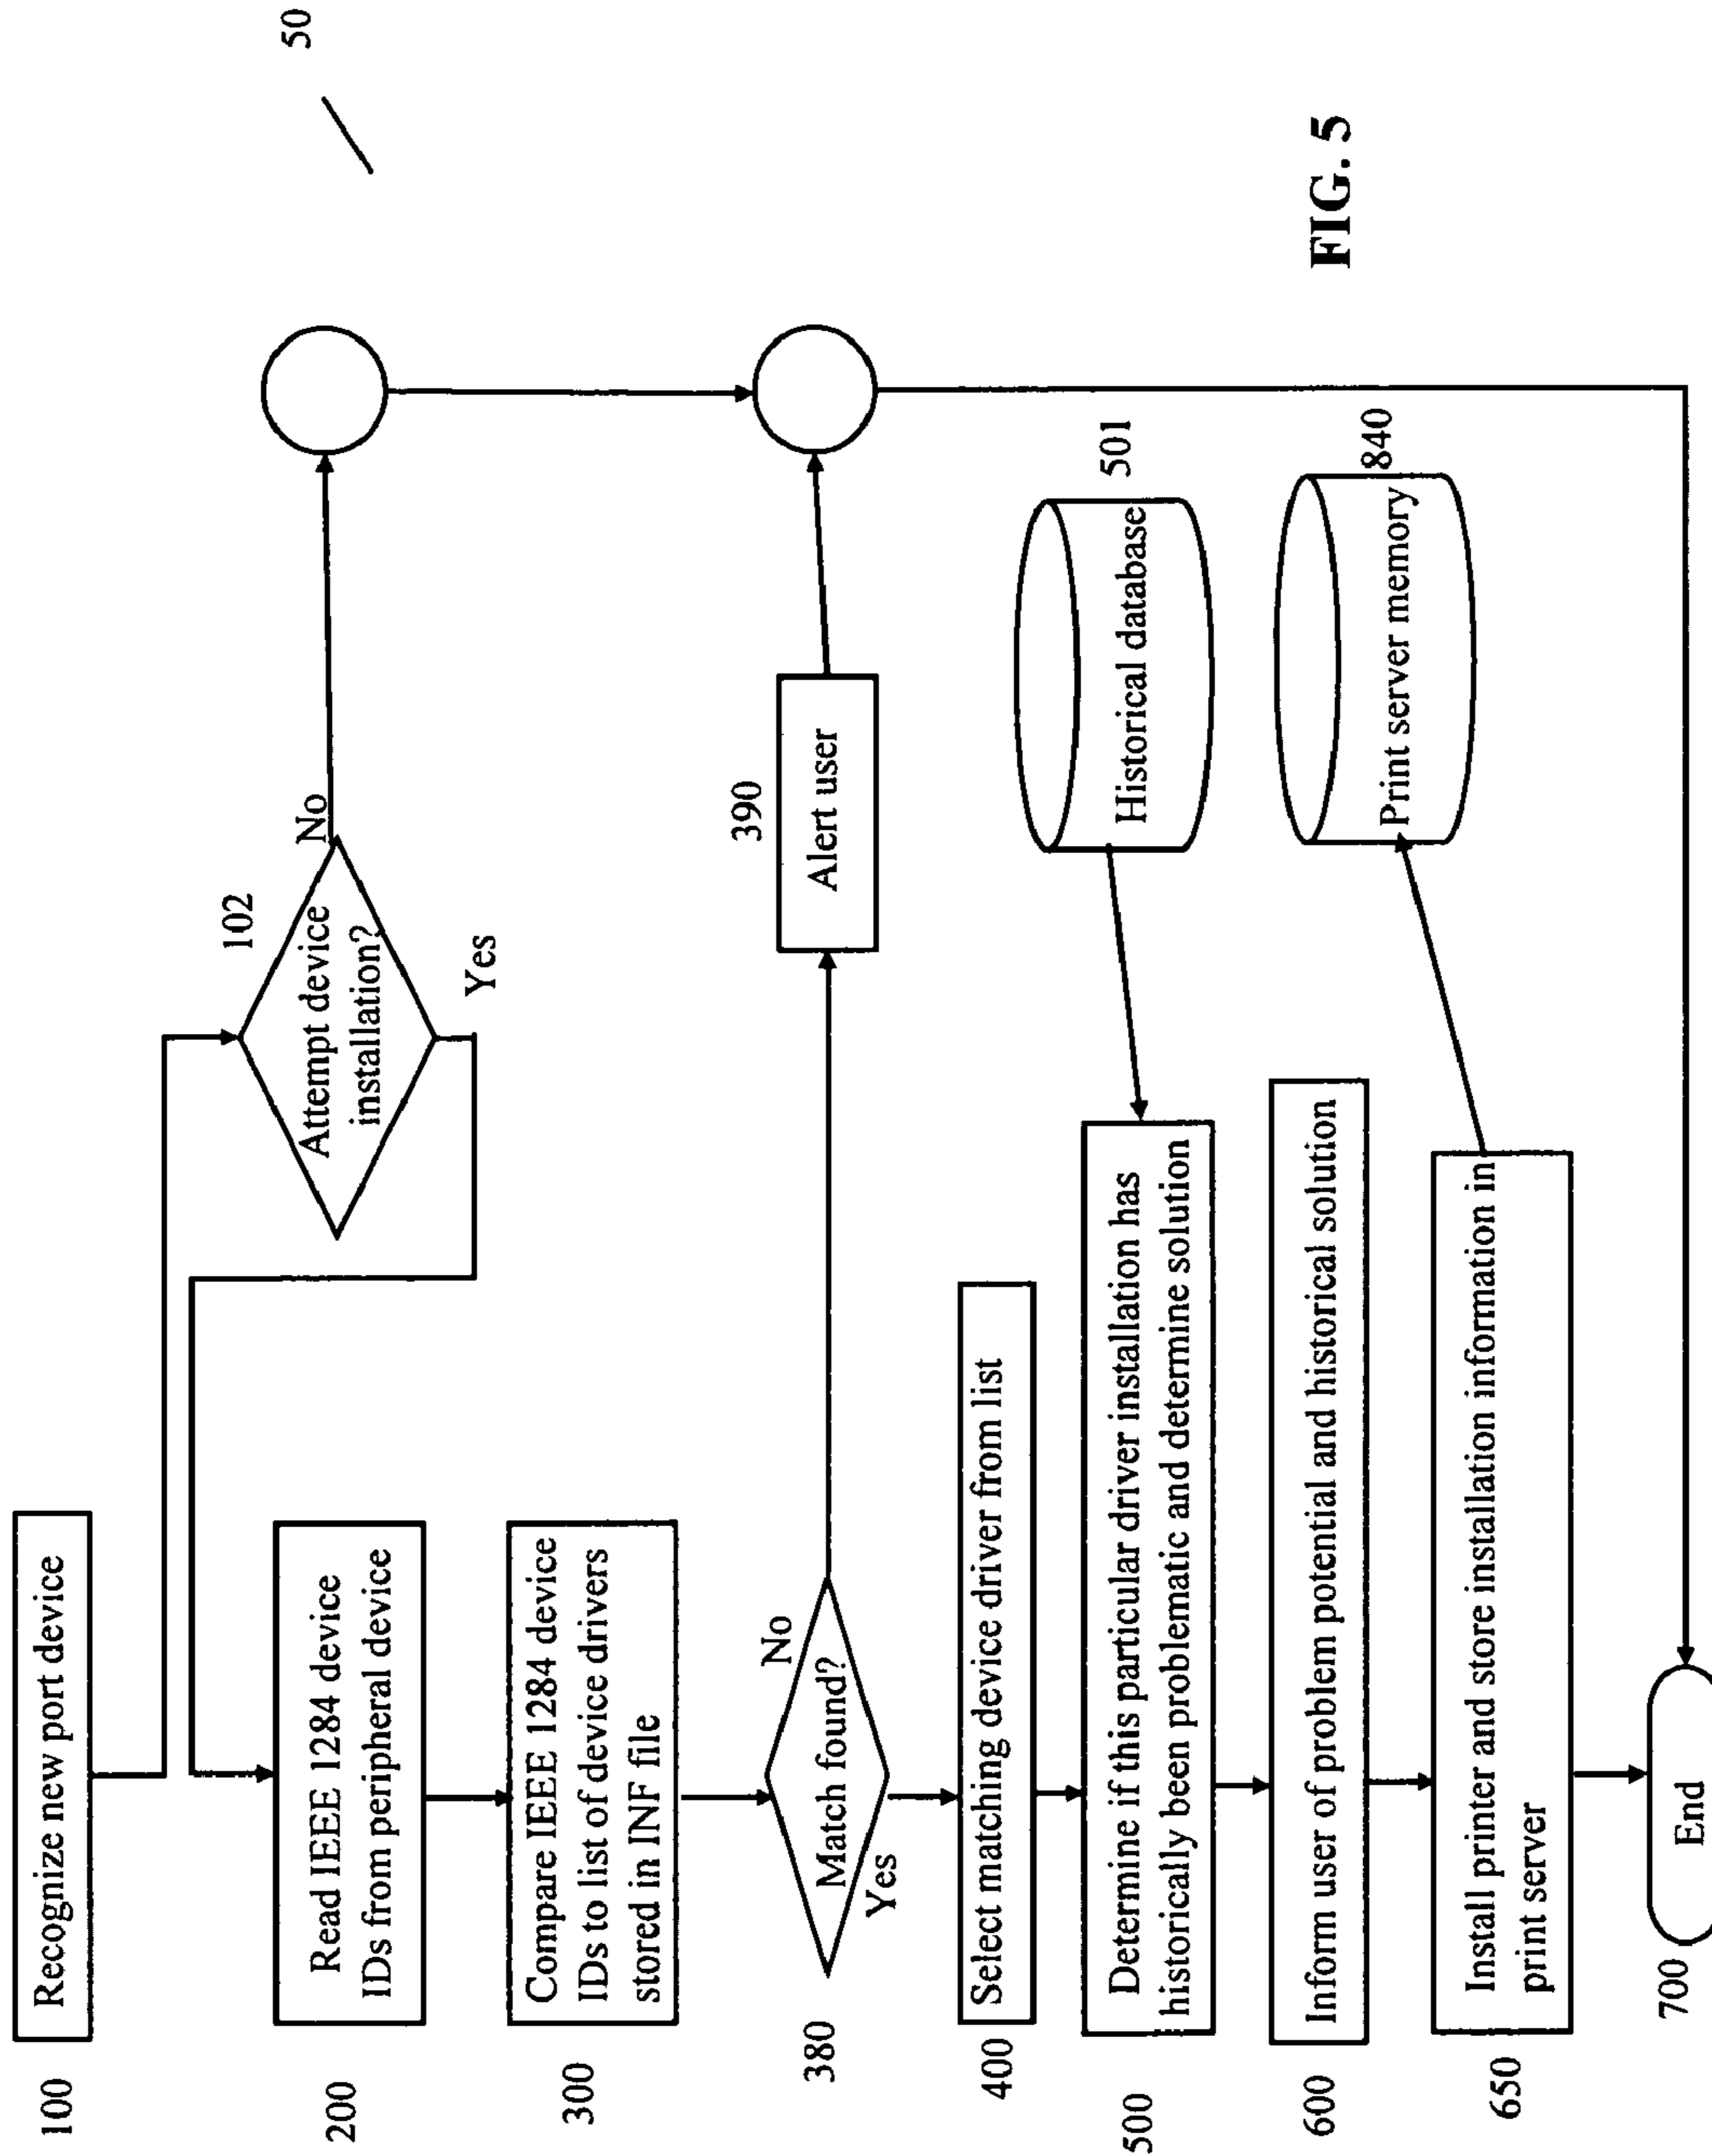 50
100
Recognize new port device
102
Attempt device
installation?
No
Yes
200
Read IEEE 1284 device
IDs from peripheral device
300
Compare IEEE 1284 device
IDs to list of device drivers
stored in INF file
380
Match found?
No
Yes
390
Alert user
400
Select matching device driver from list
500
Determine if this particular driver installation has
historically been problematic and determine solution
501
Historical database
600
Inform user of problem potential and historical solution
650
Install printer and store installation information in
print server
840
Print server memory
700
End
FIG. 5